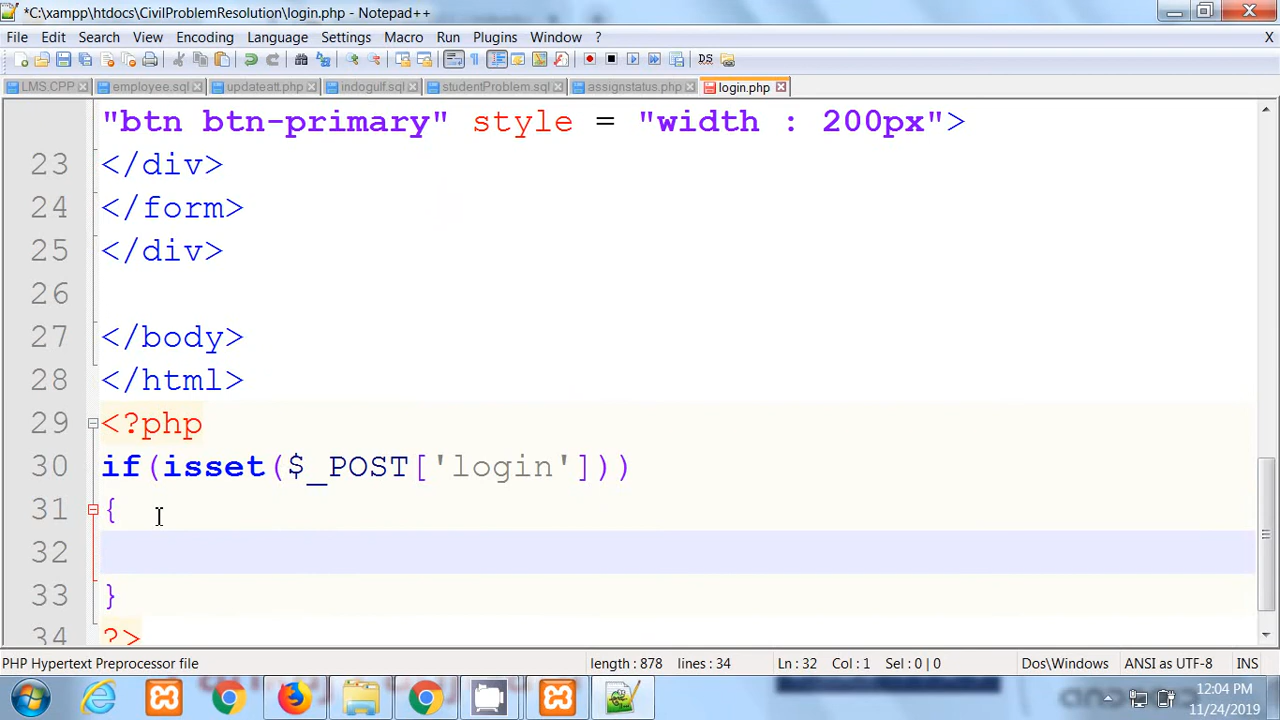 *C:\xampp\htdocs\CivilProblemResolution\login.php - Notepad++
File Edit Search View Encoding Language Settings Macro Run Plugins Window ? X
LMS.CPP employee.sql updateatt.php indogulf.sql studentProblem.sql assignstatus.php login.php
"btn btn-primary" style = "width : 200px">
23 </div>
24 </form>
25 </div>
26
27 </body>
28 </html>
29 <?php
30 if(isset($_POST['login']))
31 {
32
33 }
34 ?>
PHP Hypertext Preprocessor file length : 878 lines : 34 Ln : 32 Col : 1 Sel : 0 | 0 Dos\Windows ANSI as UTF-8 INS
12:04 PM
11/24/2019